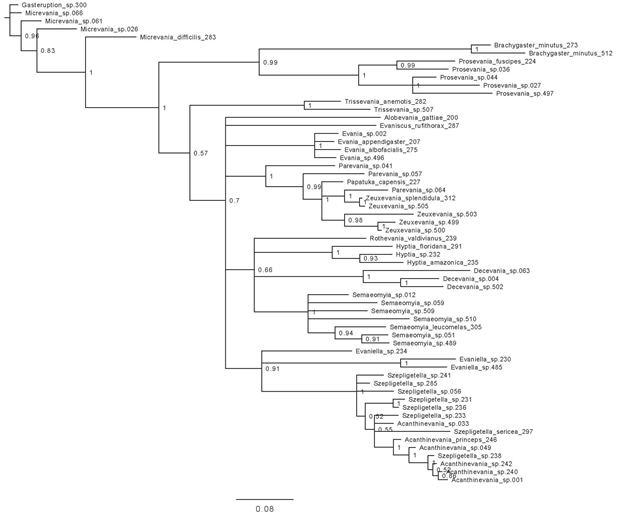 Gasteruption_sp.300
Micrevania_sp.066
Micrevania_sp.061
0.96
Micrevania_sp.026
0.83
Micrevania_difficilis_283
1
Brachygaster_minutus_273
1
Brachygaster_minutus_512
0.99
Prosevania_fuscipes_224
0.99
Prosevania_sp.036
1
Prosevania_sp.044
1
Prosevania_sp.027
Prosevania_sp.497
1
Trissevania_anemotis_282
1
Trissevania_sp.507
0.57
Alobevania_gattiae_200
Evaniscus_rufithorax_287
Evania_sp.002
Evania_appendigaster_207
1
Evania_albofacialis_275
Evania_sp.496
0.7
Parevania_sp.041
1
Parevania_sp.057
0.99
Papatuka_capensis_227
1
Parevania_sp.064
1
Zeuxevania_splendidula_312
Zeuxevania_sp.505
0.98
Zeuxevania_sp.503
Zeuxevania_sp.499
1
Zeuxevania_sp.500
Rothevania_valdivianus_239
0.66
Hyptia_floridana_291
1
Hyptia_sp.232
0.93
Hyptia_amazonica_235
Decevania_sp.063
1
Decevania_sp.004
1
Decevania_sp.502
Semaeomyia_sp.012
Semaeomyia_sp.059
Semaeomyia_sp.509
1
Semaeomyia_sp.510
Semaeomyia_leucomelas_305
0.94
Semaeomyia_sp.051
0.91
Semaeomyia_sp.489
Evaniella_sp.234
0.91
Evaniella_sp.230
1
Evaniella_sp.485
Szepligetella_sp.241
Szepligetella_sp.285
1
Szepligetella_sp.056
Szepligetella_sp.231
1
Szepligetella_sp.236
0.52
Szepligetella_sp.233
Acanthinevania_sp.033
0.55
Szepligetella_sericea_297
Acanthinevania_princeps_246
1
Acanthinevania_sp.049
1
Szepligetella_sp.238
1
Acanthinevania_sp.242
Acanthinevania_sp.240
Acanthinevania_sp.001
0.08